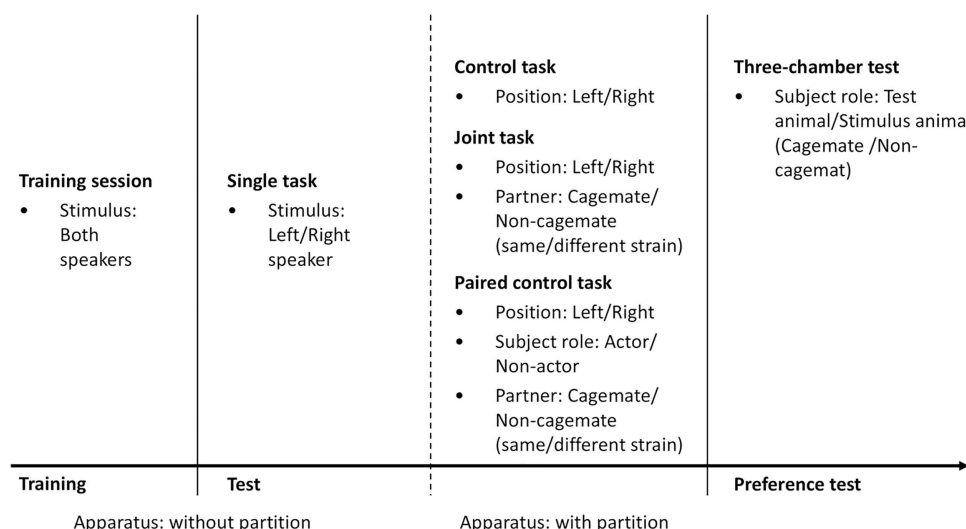 Training session
• Stimulus:
Both
speakers
Single task
• Stimulus:
Left/Right
speaker
Control task
• Position: Left/Right
Joint task
• Position: Left/Right
• Partner: Cagemate/
Non-cagemate
(same/different strain)
Paired control task
• Position: Left/Right
• Subject role: Actor/
Non-actor
• Partner: Cagemate/
Non-cagemate
(same/different strain)
Three-chamber test
• Subject role: Test
animal/Stimulus anima
(Cagemate /Non-
cagemat)
Training
Test
Preference test
Apparatus: without partition
Apparatus: with partition